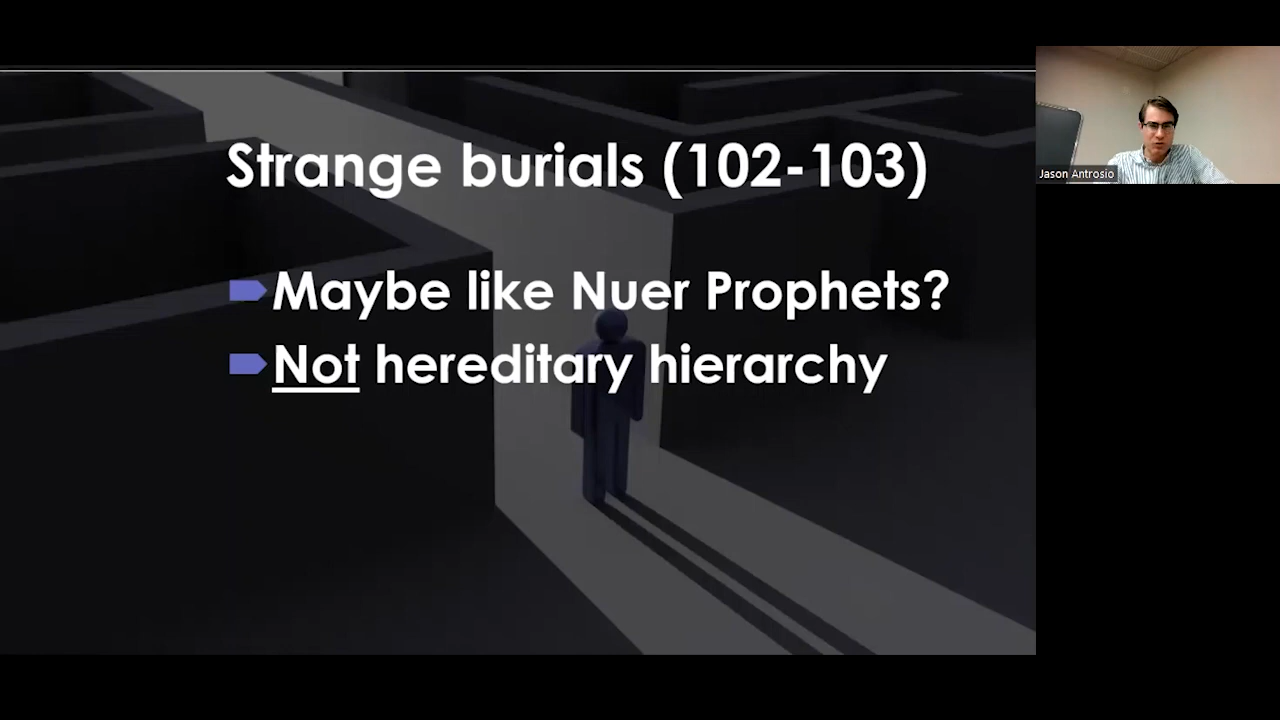 Strange burials (102-103)
Maybe like Nuer Prophets?
Not hereditary hierarchy
Jason Antrosio